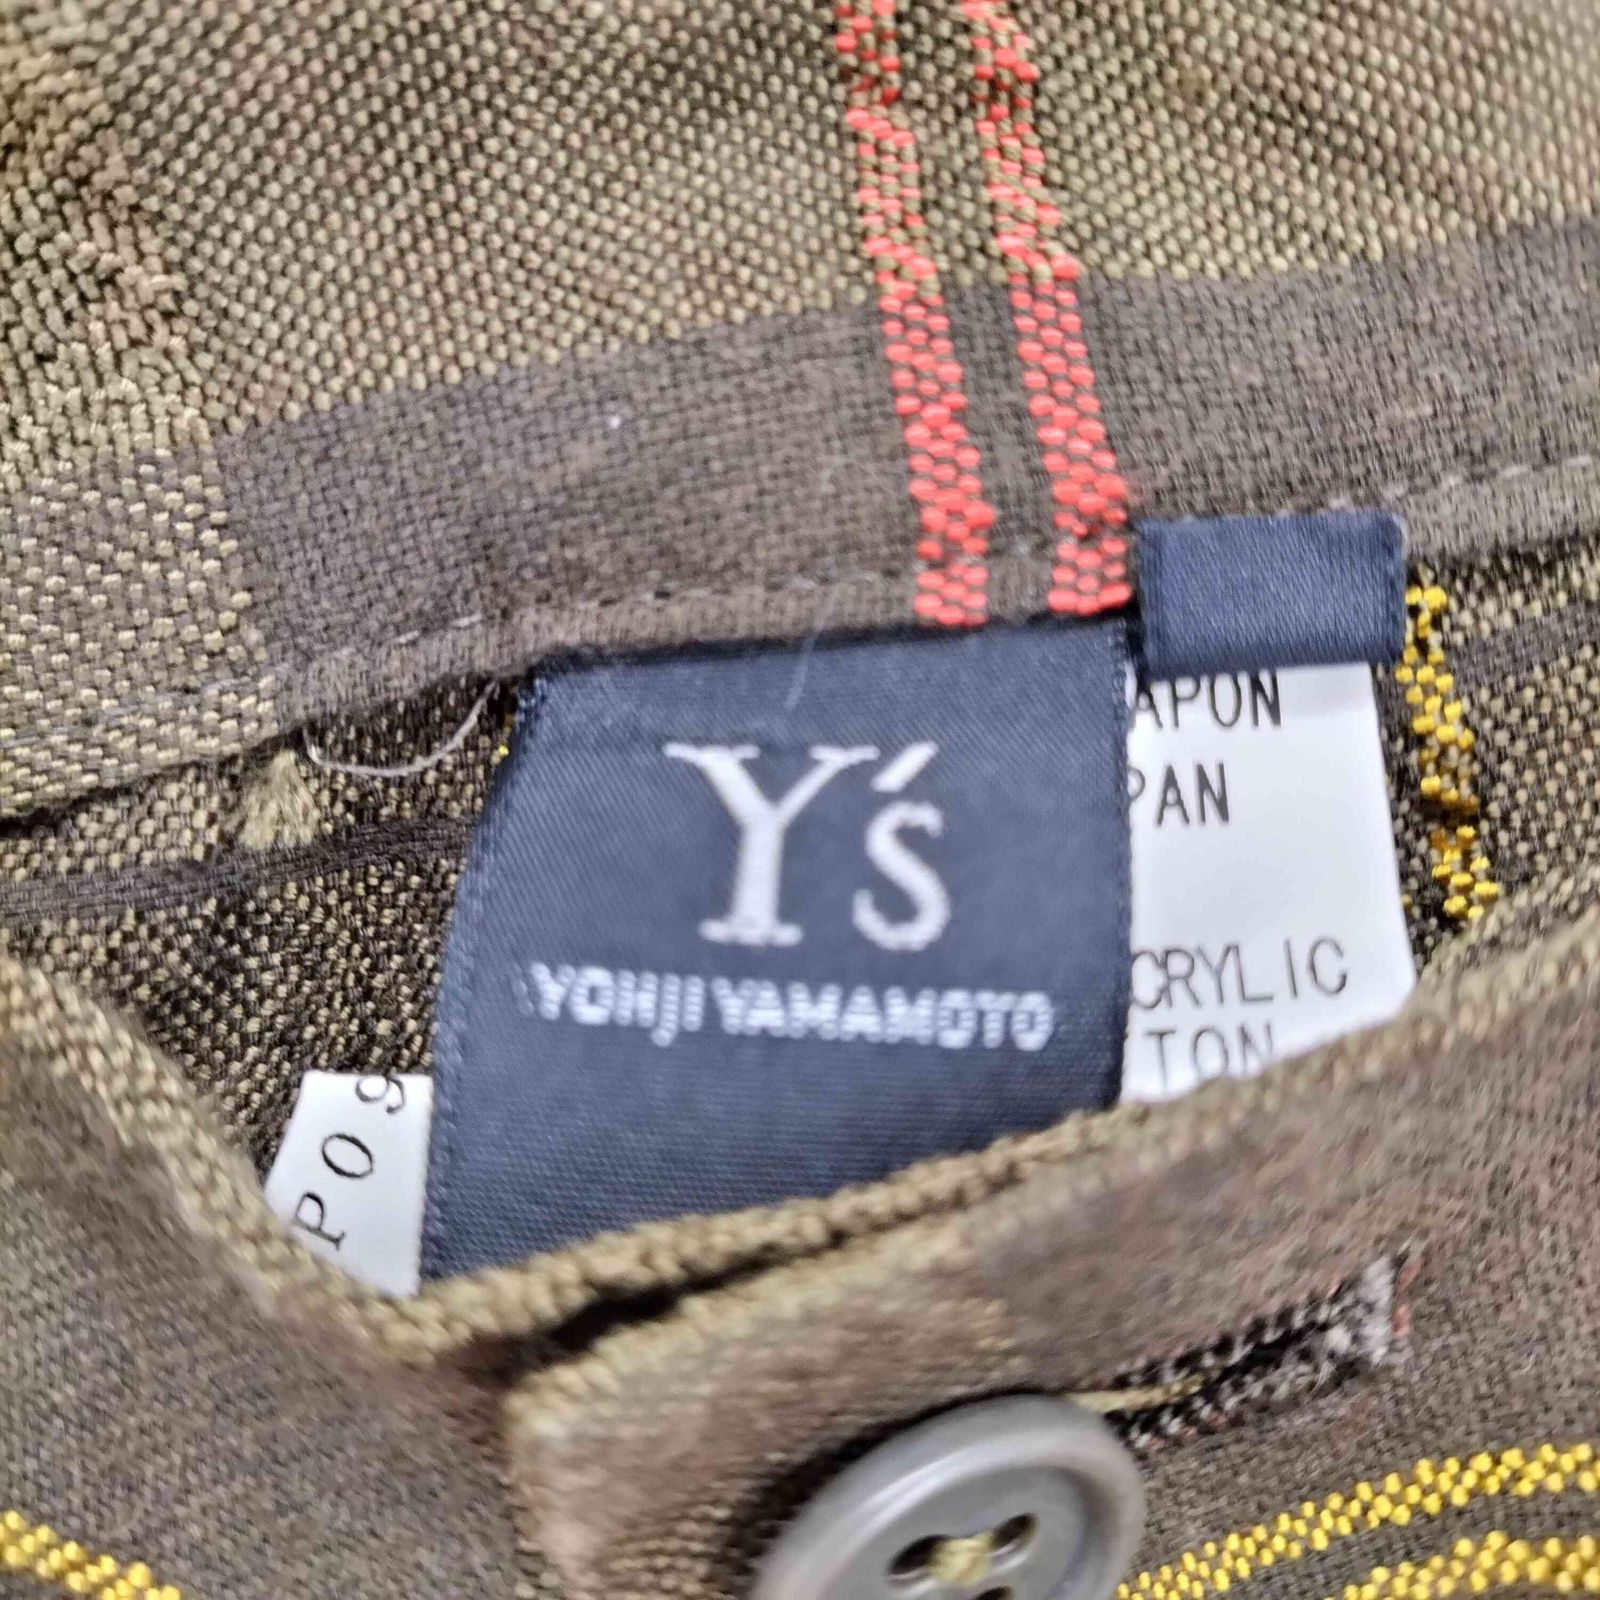 Y's
YOHJI YAMAMOTO
APON
PAN
CRYLIC
TON
PO9